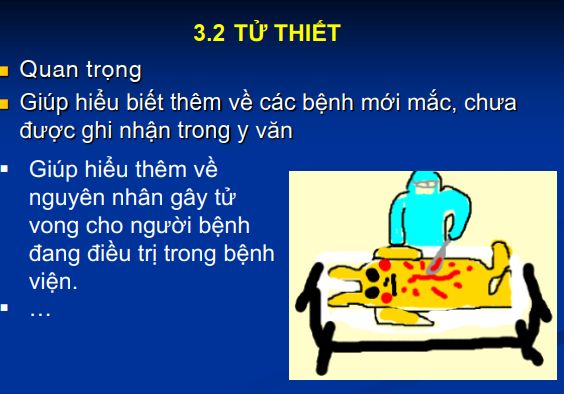 3.2 TỬ THIẾT
Quan trọng
Giúp hiểu biết thêm về các bệnh mới mắc, chưa
được ghi nhận trong y văn
Giúp hiểu thêm về
nguyên nhân gây tử
vong cho người bệnh
đang điều trị trong bệnh
viện.
…